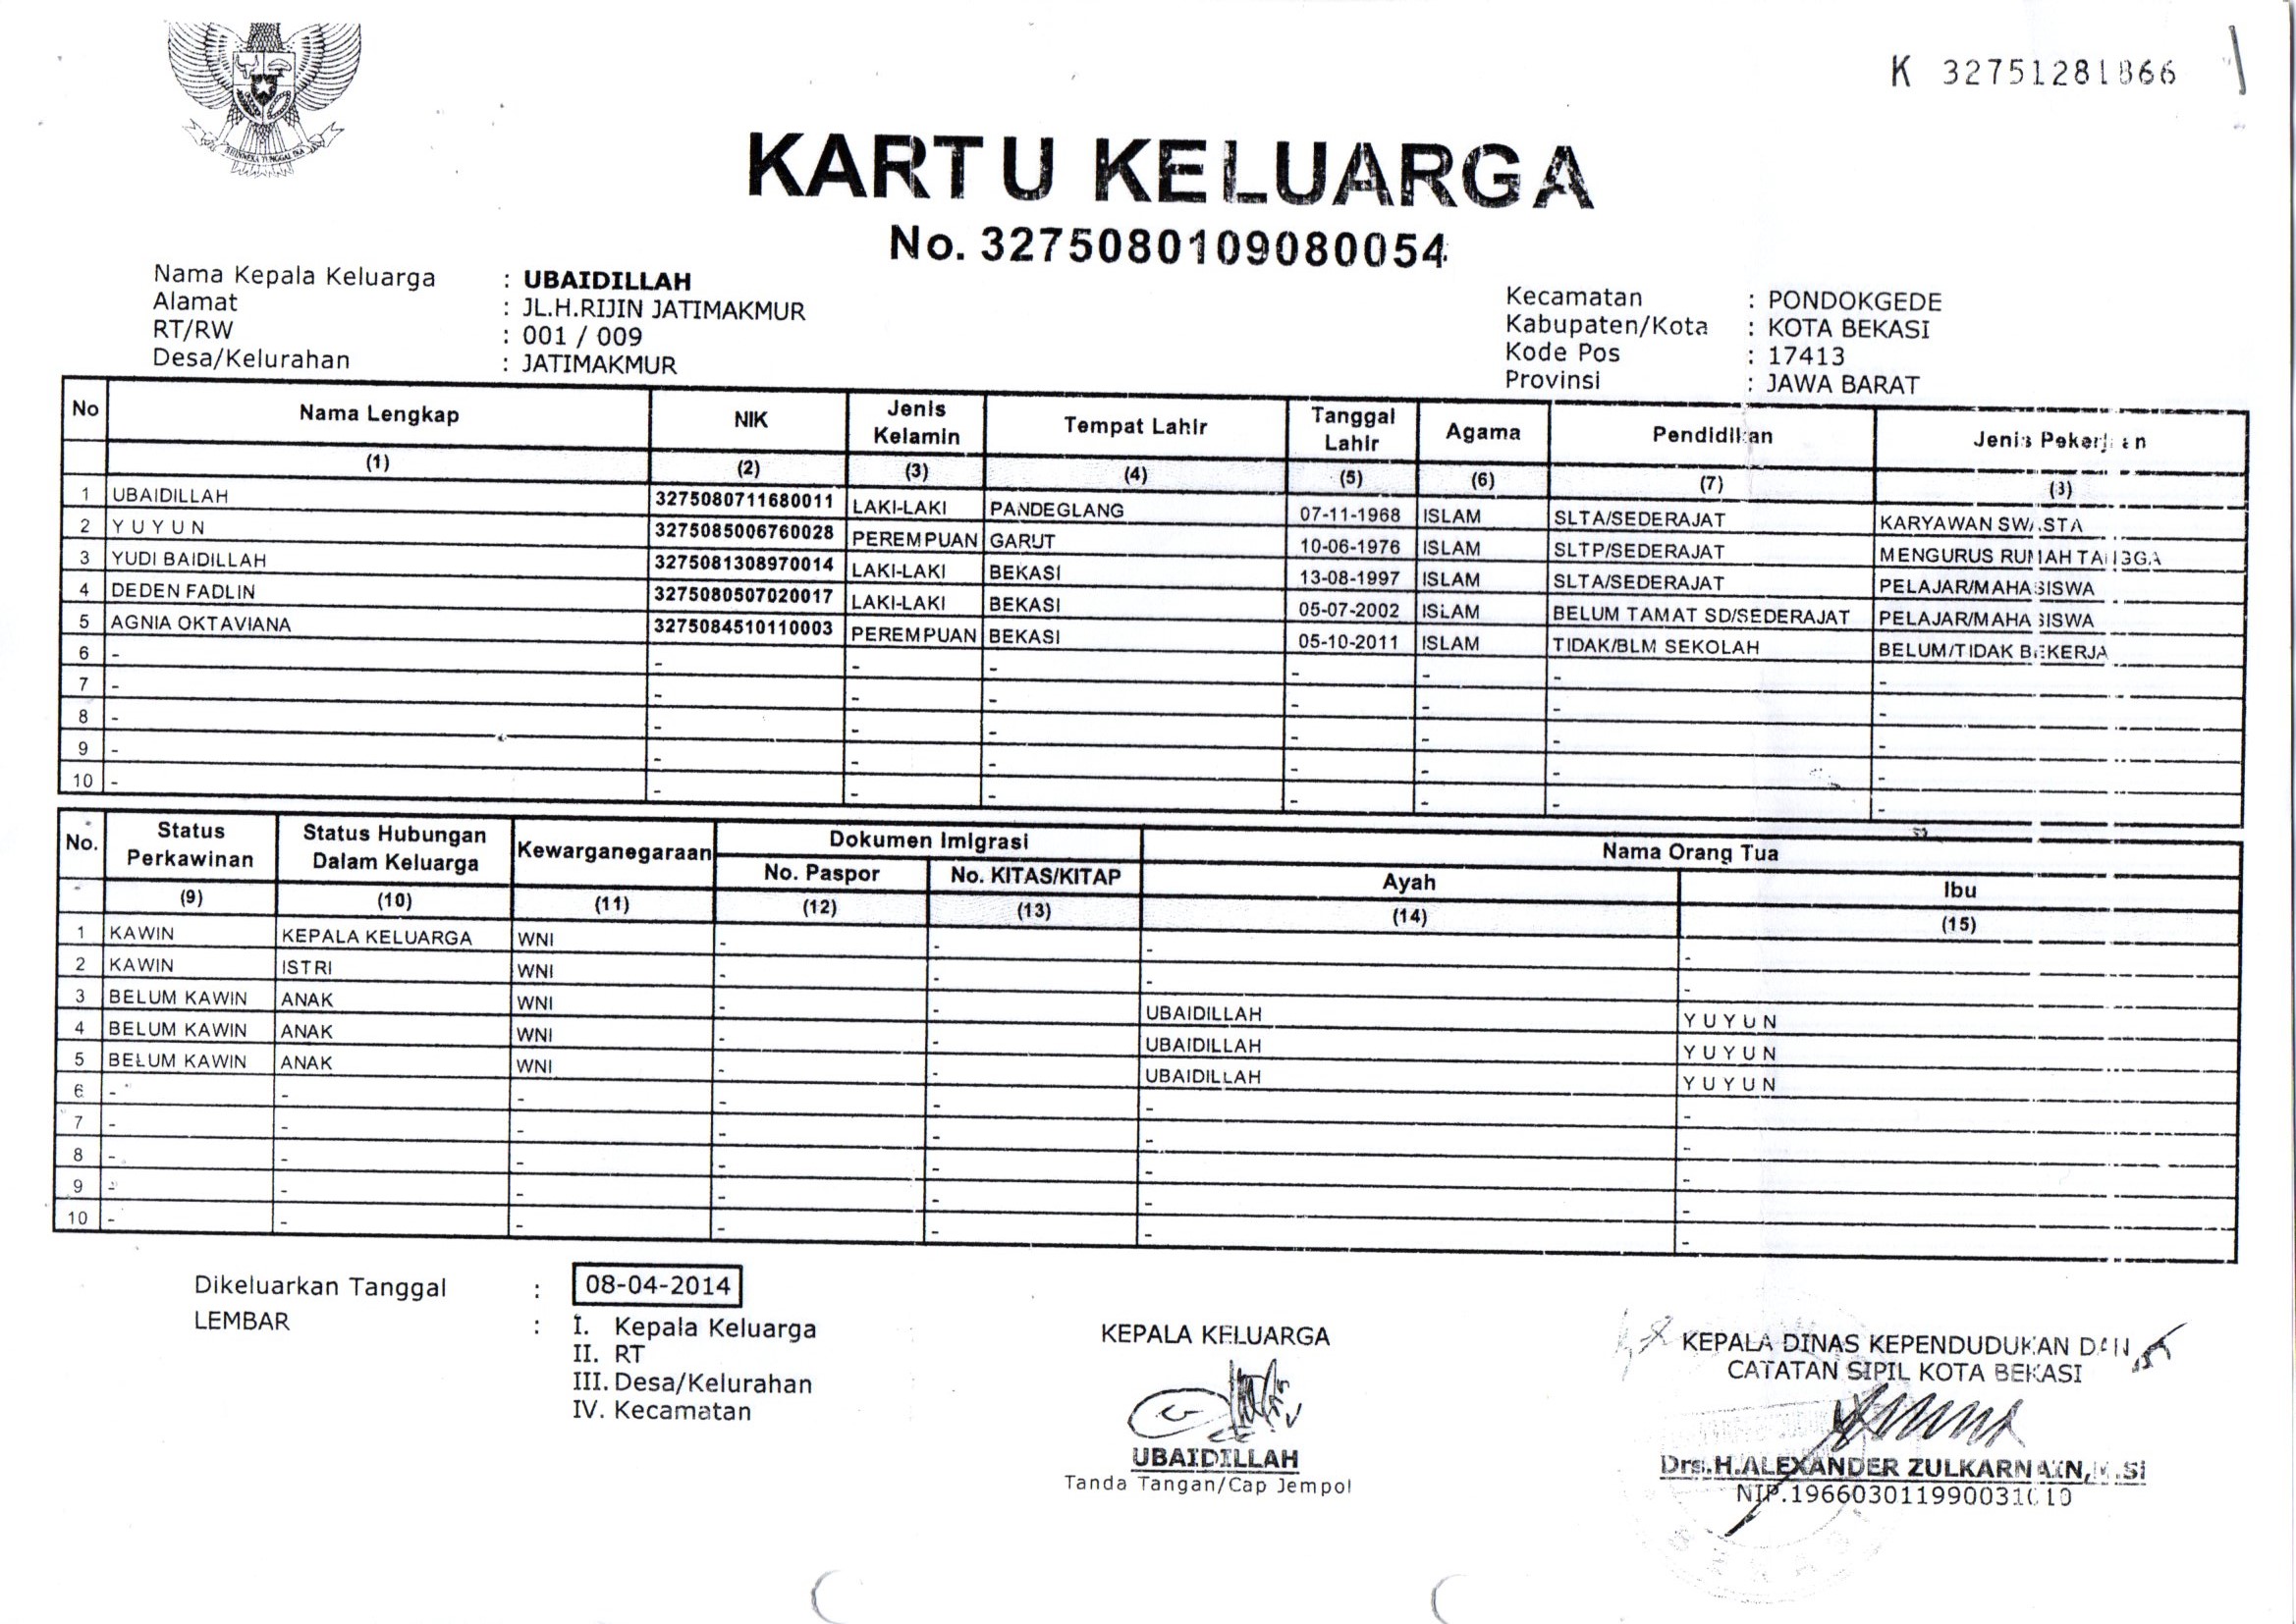 K 32751281866
BHINNEKA TUNGGAL IKA
KARTU KELUARGA
No. 3275080109080054
Nama Kepala Keluarga : UBAIDILLAH
Alamat : JL.H.RIJIN JATIMAKMUR
RT/RW : 001 / 009
Desa/Kelurahan : JATIMAKMUR
Kecamatan : PONDOKGEDE
Kabupaten/Kota : KOTA BEKASI
Kode Pos : 17413
Provinsi : JAWA BARAT
No Nama Lengkap NIK Jenis Kelamin Tempat Lahir Tanggal Lahir Agama Pendidikan Jenis Pekerjaan
(1) (2) (3) (4) (5) (6) (7) (8)
1 UBAIDILLAH 3275080711680011 LAKI-LAKI PANDEGLANG 07-11-1968 ISLAM SLTA/SEDERAJAT KARYAWAN SWASTA
2 Y U Y U N 3275085006760028 PEREMPUAN GARUT 10-06-1976 ISLAM SLTP/SEDERAJAT MENGURUS RUMAH TANGGA
3 YUDI BAIDILLAH 3275081308970014 LAKI-LAKI BEKASI 13-08-1997 ISLAM SLTA/SEDERAJAT PELAJAR/MAHASISWA
4 DEDEN FADLIN 3275080507020017 LAKI-LAKI BEKASI 05-07-2002 ISLAM BELUM TAMAT SD/SEDERAJAT PELAJAR/MAHASISWA
5 AGNIA OKTAVIANA 3275084510110003 PEREMPUAN BEKASI 05-10-2011 ISLAM TIDAK/BLM SEKOLAH BELUM/TIDAK BEKERJA
6 - - - - - - - -
7 - - - - - - - -
8 - - - - - - - -
9 - - - - - - - -
10 - - - - - - - -
No. Status Perkawinan Status Hubungan Dalam Keluarga Kewarganegaraan Dokumen Imigrasi Nama Orang Tua
No. Paspor No. KITAS/KITAP Ayah Ibu
(9) (10) (11) (12) (13) (14) (15)
1 KAWIN KEPALA KELUARGA WNI - - - -
2 KAWIN ISTRI WNI - - - -
3 BELUM KAWIN ANAK WNI - - UBAIDILLAH Y U Y U N
4 BELUM KAWIN ANAK WNI - - UBAIDILLAH Y U Y U N
5 BELUM KAWIN ANAK WNI - - UBAIDILLAH Y U Y U N
6 - - - - - - -
7 - - - - - - -
8 - - - - - - -
9 - - - - - - -
10 - - - - - - -
Dikeluarkan Tanggal : 08-04-2014
LEMBAR : I. Kepala Keluarga
II. RT
III. Desa/Kelurahan
IV. Kecamatan
KEPALA KELUARGA
UBAIDILLAH
Tanda Tangan/Cap Jempol
KEPALA DINAS KEPENDUDUKAN DAN
CATATAN SIPIL KOTA BEKASI
Drs.H.ALEXANDER ZULKARNAIN,M.Si
NIP.196603011990031010